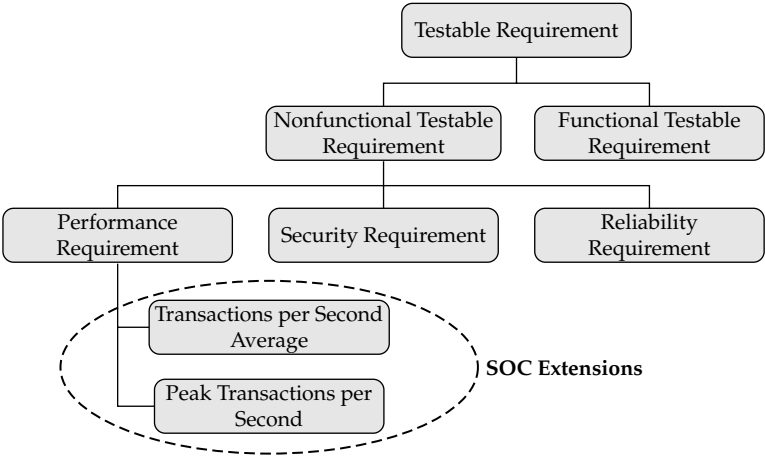 Testable Requirement
Nonfunctional Testable
Requirement
Functional Testable
Requirement
Performance
Requirement
Security Requirement
Reliability
Requirement
Transactions per Second
Average
SOC Extensions
Peak Transactions per
Second